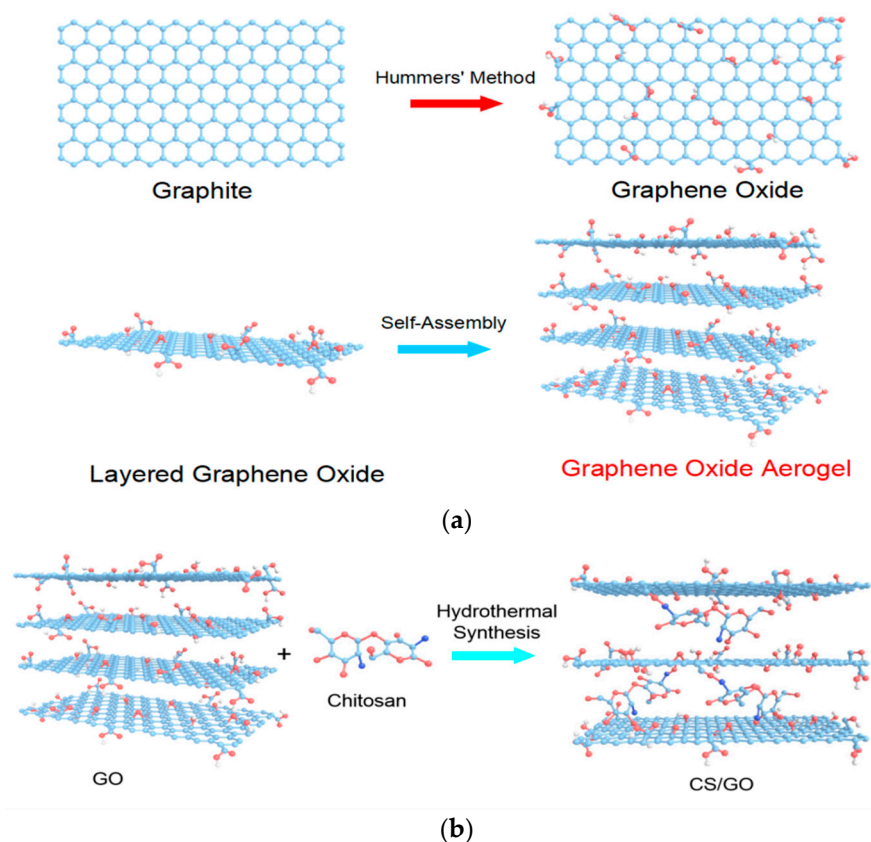 Hummers' Method
Graphite
Graphene Oxide
Self-Assembly
Layered Graphene Oxide
Graphene Oxide Aerogel
(a)
Hydrothermal
Synthesis
+
Chitosan
GO
CS/GO
(b)